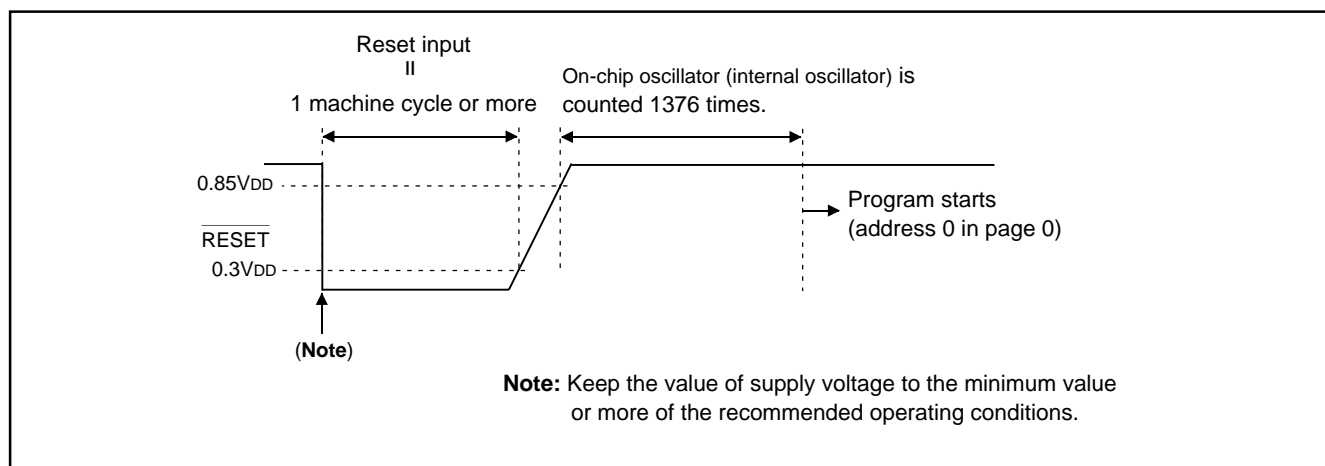 Reset input
=
1 machine cycle or more
On-chip oscillator (internal oscillator) is
counted 1376 times.
0.85VDD
RESET
0.3VDD
Program starts
(address 0 in page 0)
(Note)
Note: Keep the value of supply voltage to the minimum value
or more of the recommended operating conditions.